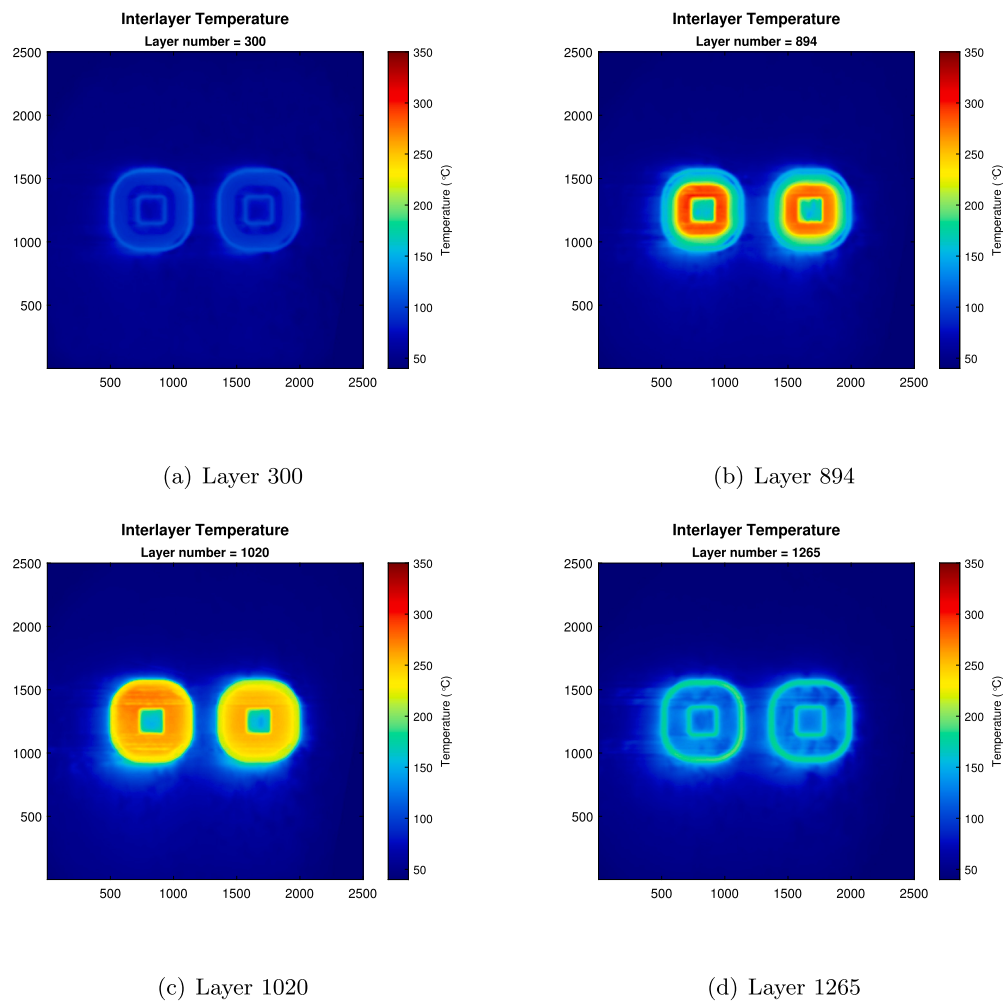 Interlayer Temperature
Layer number = 300
2500
2000
1500
1000
500
500 1000 1500 2000 2500
350
300
250
200
150
100
50
Temperature (°C)
(a) Layer 300
Interlayer Temperature
Layer number = 894
2500
2000
1500
1000
500
500 1000 1500 2000 2500
350
300
250
200
150
100
50
Temperature (°C)
(b) Layer 894
Interlayer Temperature
Layer number = 1020
2500
2000
1500
1000
500
500 1000 1500 2000 2500
350
300
250
200
150
100
50
Temperature (°C)
(c) Layer 1020
Interlayer Temperature
Layer number = 1265
2500
2000
1500
1000
500
500 1000 1500 2000 2500
350
300
250
200
150
100
50
Temperature (°C)
(d) Layer 1265